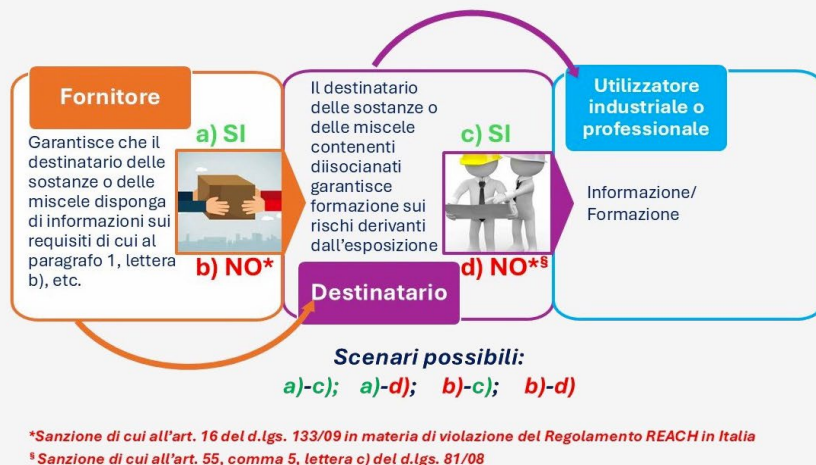 Fornitore
Garantisce che il
destinatario delle
sostanze o delle
miscele disponga
di informazioni sui
requisiti di cui al
paragrafo 1, lettera
b), etc.
a) SI
b) NO*
Il destinatario
delle sostanze o
delle miscele
contenenti
diisocianati
garantisce
formazione sui
rischi derivanti
dall'esposizione
Destinatario
c) SI
d) NO*§
Utilizzatore
industriale o
professionale
Informazione/
Formazione
Scenari possibili:
a)-c); a)-d); b)-c); b)-d)
*Sanzione di cui all'art. 16 del d.lgs. 133/09 in materia di violazione del Regolamento REACH in Italia
§ Sanzione di cui all'art. 55, comma 5, lettera c) del d.lgs. 81/08